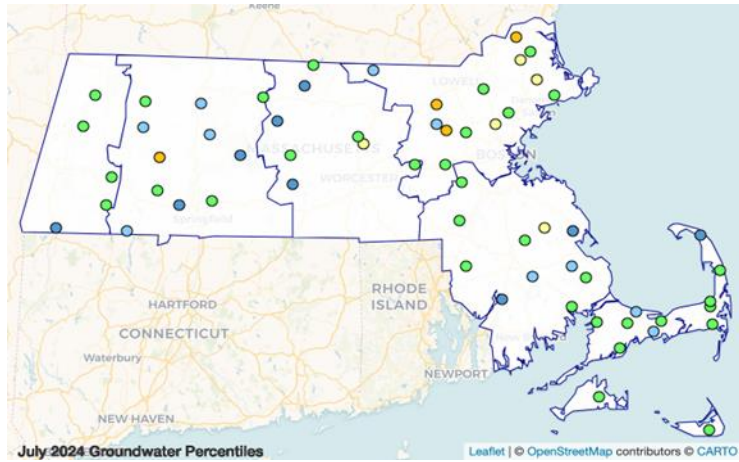 Keene
LOWELL
MASSACHUSETTS
BOSTON
WORCESTER
Springfield
HARTFORD
RHODE
ISLAND
CONNECTICUT
Waterbury
NEWPORT
NEW HAVEN
July 2024 Groundwater Percentiles
Leaflet | © OpenStreetMap contributors © CARTO